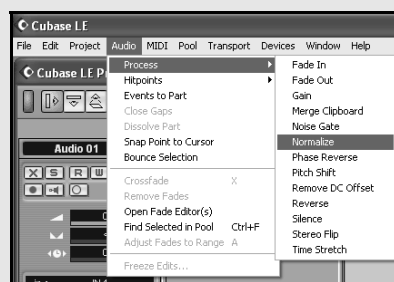 Cubase LE
File Edit Project Audio MIDI Pool Transport Devices Window Help
Cubase LE P
Audio 01
X S R W
Process
Hitpoints
Events to Part
Close Gaps
Dissolve Part
Snap Point to Cursor
Bounce Selection
Crossfade X
Remove Fades
Open Fade Editor(s)
Find Selected in Pool Ctrl+F
Adjust Fades to Range A
Freeze Edits...
Fade In
Fade Out
Gain
Merge Clipboard
Noise Gate
Normalize
Phase Reverse
Pitch Shift
Remove DC Offset
Reverse
Silence
Stereo Flip
Time Stretch